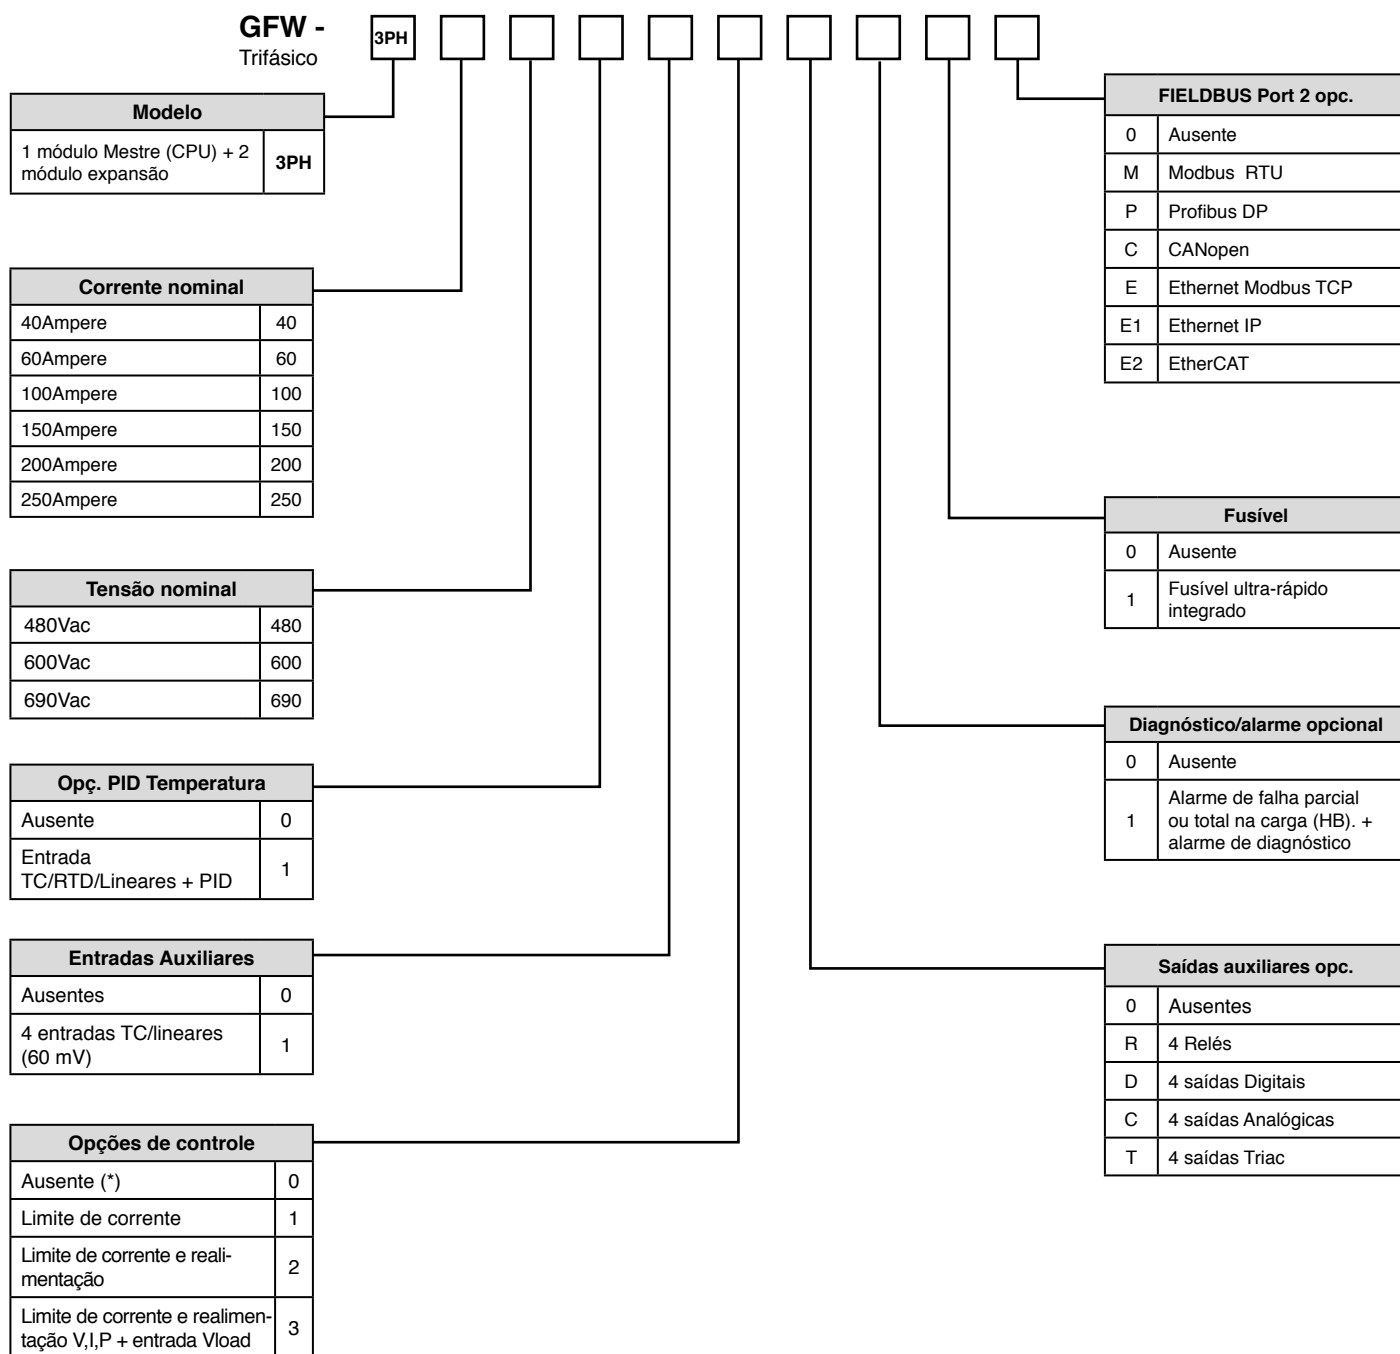 GFW -
Trifásico
3PH
Modelo
1 módulo Mestre (CPU) + 2
módulo expansão
3PH
Corrente nominal
40Ampere 40
60Ampere 60
100Ampere 100
150Ampere 150
200Ampere 200
250Ampere 250
Tensão nominal
480Vac 480
600Vac 600
690Vac 690
Opç. PID Temperatura
Ausente 0
Entrada
TC/RTD/Lineares + PID 1
Entradas Auxiliares
Ausentes 0
4 entradas TC/lineares
(60 mV) 1
Opções de controle
Ausente (*) 0
Limite de corrente 1
Limite de corrente e reali-
mentação 2
Limite de corrente e realimen-
tação V,I,P + entrada Vload 3
FIELDBUS Port 2 opc.
0 Ausente
M Modbus RTU
P Profibus DP
C CANopen
E Ethernet Modbus TCP
E1 Ethernet IP
E2 EtherCAT
Fusível
0 Ausente
1 Fusível ultra-rápido
integrado
Diagnóstico/alarme opcional
0 Ausente
1 Alarme de falha parcial
ou total na carga (HB). +
alarme de diagnóstico
Saídas auxiliares opc.
0 Ausentes
R 4 Relés
D 4 saídas Digitais
C 4 saídas Analógicas
T 4 saídas Triac